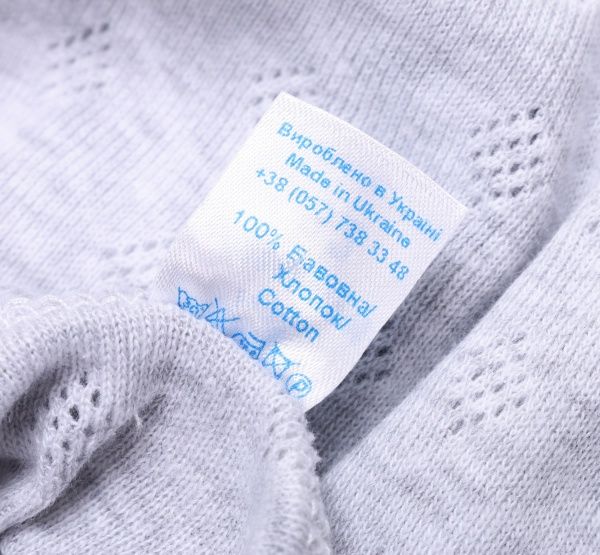 Вироблено в Україні
Made in Ukraine
+38 (057) 738 33 48
100% Бавовна/
Хлопок/
Cotton
P